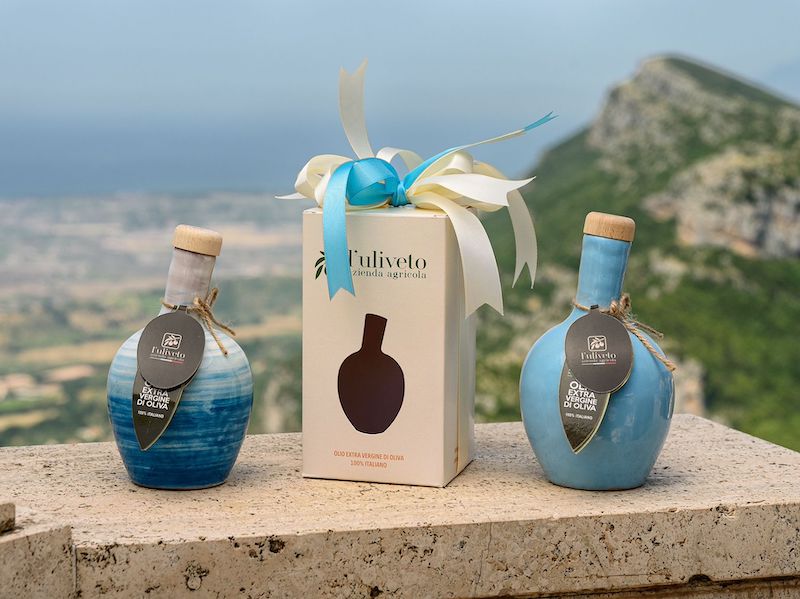 l'uliveto
azienda agricola
OLIO EXTRA VERGINE DI OLIVA
100% ITALIANO
l'uliveto
OLIO
EXTRA
VERGINE
DI OLIVA
100% ITALIANO
l'uliveto
OLIO
EXTRA
VERGINE
DI OLIVA
100% ITALIANO